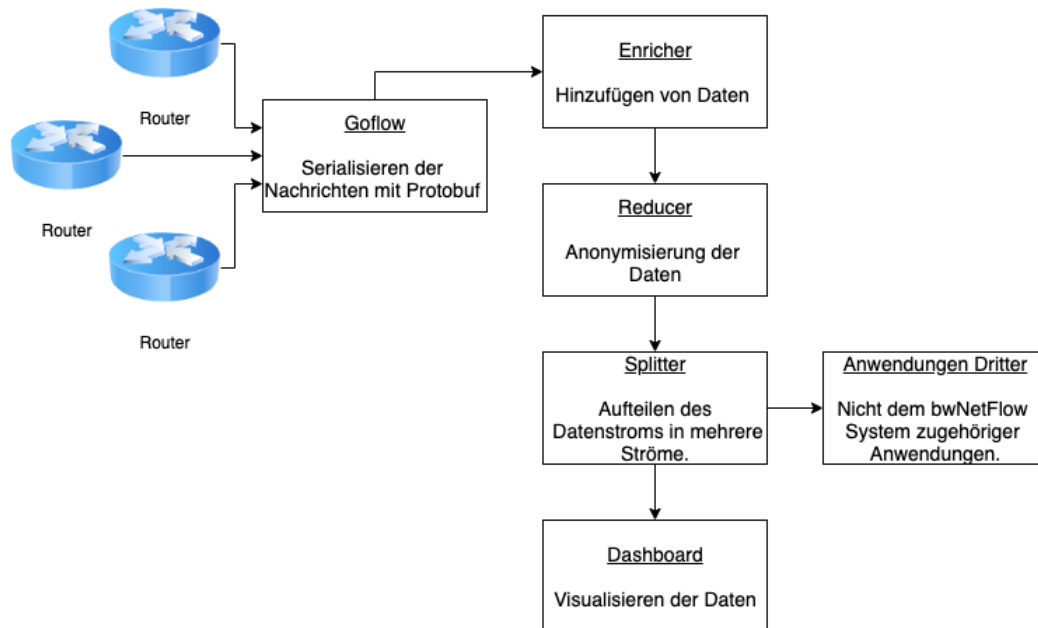 Router
Router
Router
Goflow
Serialisieren der
Nachrichten mit Protobuf
Enricher
Hinzufügen von Daten
Reducer
Anonymisierung der
Daten
Splitter
Aufteilen des
Datenstroms in mehrere
Ströme.
Anwendungen Dritter
Nicht dem bwNetFlow
System zugehöriger
Anwendungen.
Dashboard
Visualisieren der Daten